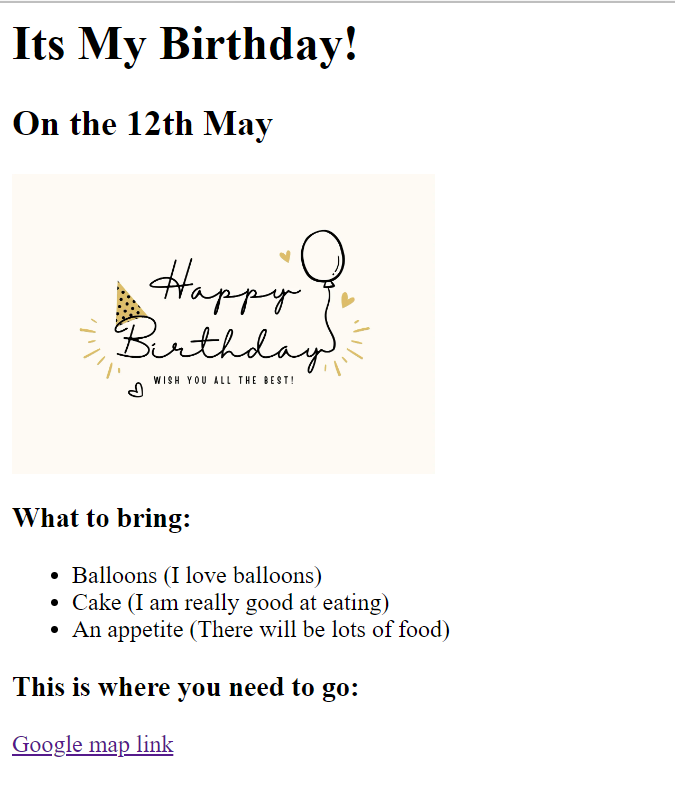 Its My Birthday!
On the 12th May
Happy
Birthday
WISH YOU ALL THE BEST!
What to bring:
Balloons (I love balloons)
Cake (I am really good at eating)
An appetite (There will be lots of food)
This is where you need to go:
Google map link